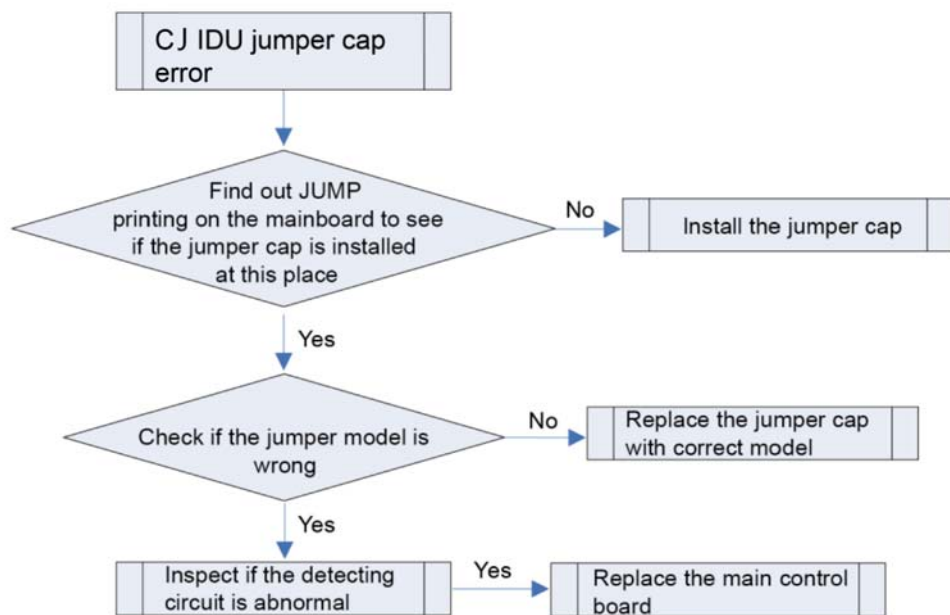 CJ IDU jumper cap
error
Find out JUMP
printing on the mainboard to see
if the jumper cap is installed
at this place
No
Install the jumper cap
Yes
Check if the jumper model is
wrong
No
Replace the jumper cap
with correct model
Yes
Inspect if the detecting
circuit is abnormal
Yes
Replace the main control
board